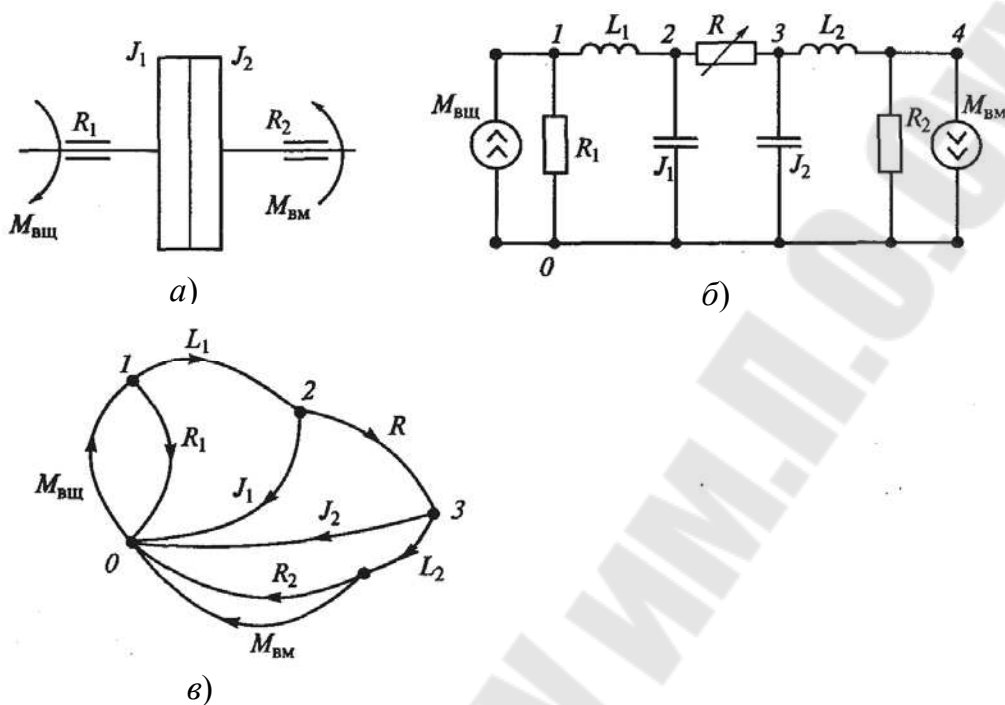 J₁ J₂
R₁ R₂
Mвщ Mвм
а)
1 L₁ 2 R 3 L₂ 4
Mвщ R₁ J₁ J₂ R₂ Mвм
0
б)
L₁
1
2
R
R₁
Mвщ
J₁
J₂ 3
0
R₂ L₂
Mвм
в)